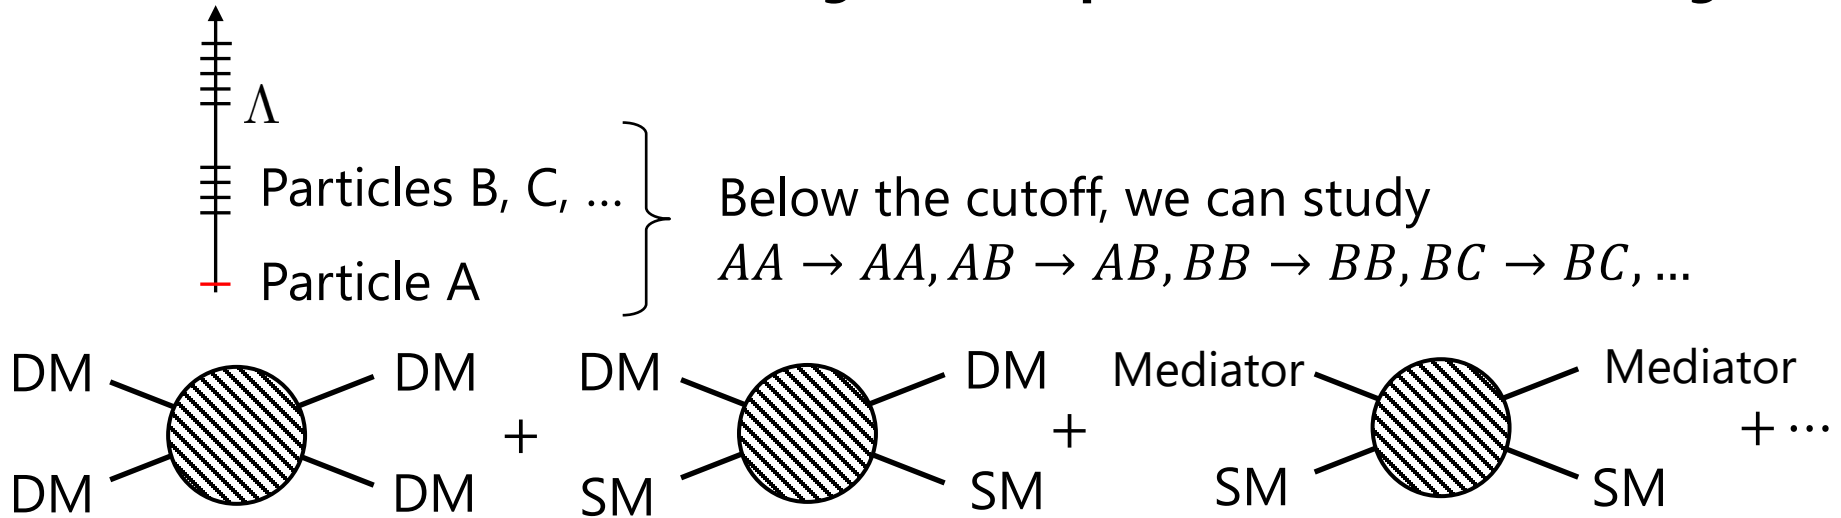 Λ
Particles B, C, ...
Particle A
Below the cutoff, we can study
AA → AA, AB → AB, BB → BB, BC → BC, ...
DM DM DM DM Mediator Mediator
+ + + ⋯
DM DM SM SM SM SM